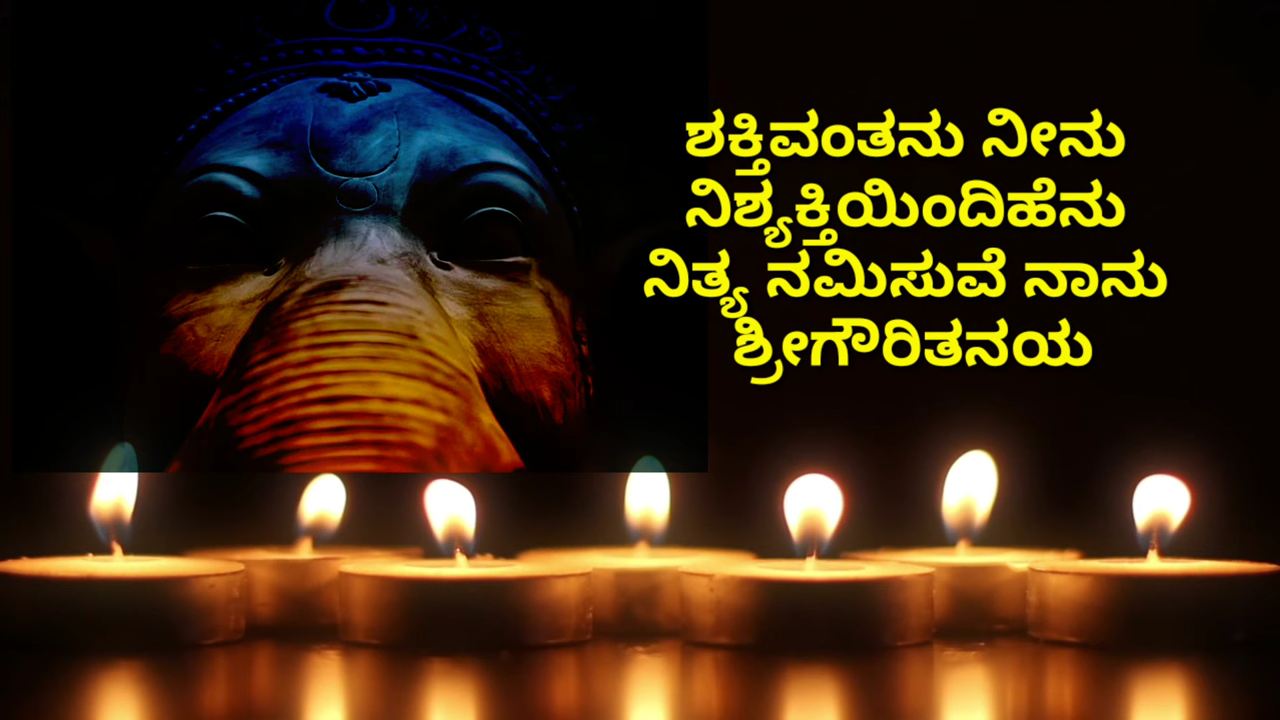 ಶಕ್ತಿವಂತನು ನೀನು
ನಿಶ್ಯಕ್ತಿಯಿಂದಿಹೆನು
ನಿತ್ಯ ನಮಿಸುವೆ ನಾನು
ಶ್ರೀಗೌರಿತನಯ